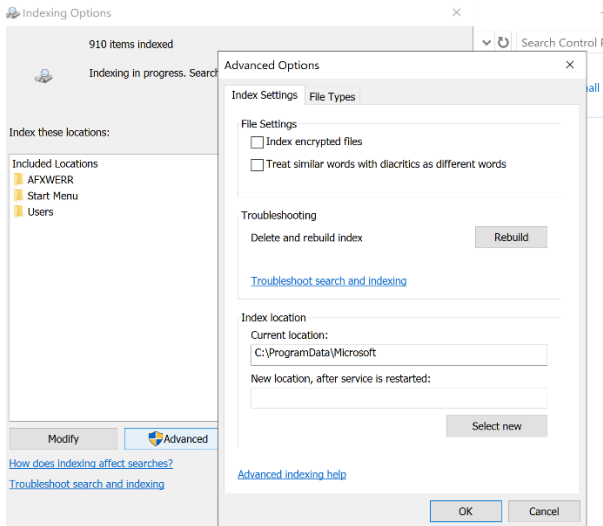 Indexing Options
910 items indexed
Indexing in progress. Search
Index these locations:
Included Locations
AFXWERR
Start Menu
Users
Modify
Advanced
How does indexing affect searches?
Troubleshoot search and indexing
Search Control
Advanced Options
Index Settings
File Types
File Settings
Index encrypted files
Treat similar words with diacritics as different words
Troubleshooting
Delete and rebuild index
Rebuild
Troubleshoot search and indexing
Index location
Current location:
C:\ProgramData\Microsoft
New location, after service is restarted:
Select new
Advanced indexing help
OK
Cancel